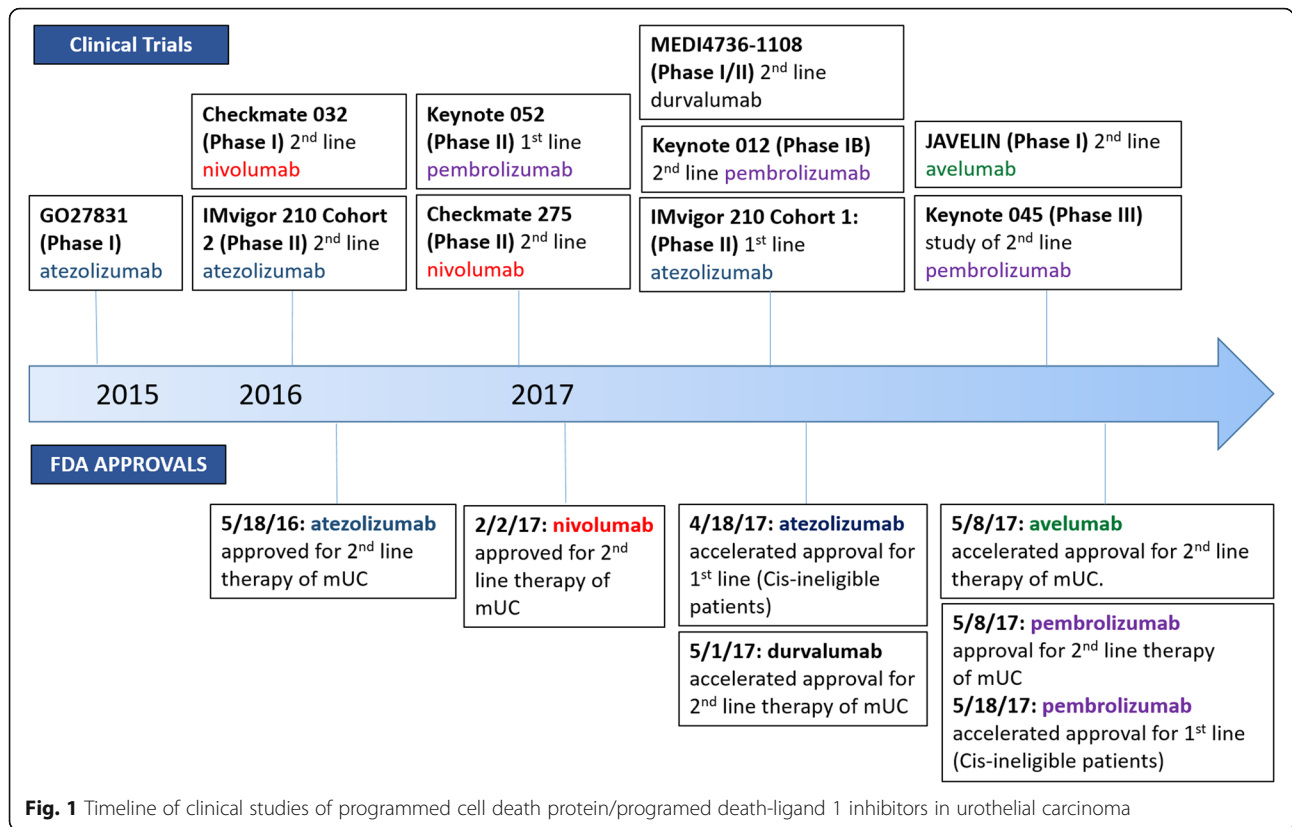 Clinical Trials
GO27831
(Phase I)
atezolizumab
Checkmate 032
(Phase I) 2nd line
nivolumab
IMvigor 210 Cohort
2 (Phase II) 2nd line
atezolizumab
Keynote 052
(Phase II) 1st line
pembrolizumab
Checkmate 275
(Phase II) 2nd line
nivolumab
MEDI4736-1108
(Phase I/II) 2nd line
durvalumab
Keynote 012 (Phase IB)
2nd line pembrolizumab
IMvigor 210 Cohort 1:
(Phase II) 1st line
atezolizumab
JAVELIN (Phase I) 2nd line
avelumab
Keynote 045 (Phase III)
study of 2nd line
pembrolizumab
2015
2016
2017
FDA APPROVALS
5/18/16: atezolizumab
approved for 2nd line
therapy of mUC
2/2/17: nivolumab
approved for 2nd
line therapy of
mUC
4/18/17: atezolizumab
accelerated approval for
1st line (Cis-ineligible
patients)
5/1/17: durvalumab
accelerated approval for
2nd line therapy of mUC
5/8/17: avelumab
accelerated approval for 2nd line
therapy of mUC.
5/8/17: pembrolizumab
approval for 2nd line therapy
of mUC
5/18/17: pembrolizumab
accelerated approval for 1st line
(Cis-ineligible patients)
Fig. 1 Timeline of clinical studies of programmed cell death protein/programed death-ligand 1 inhibitors in urothelial carcinoma